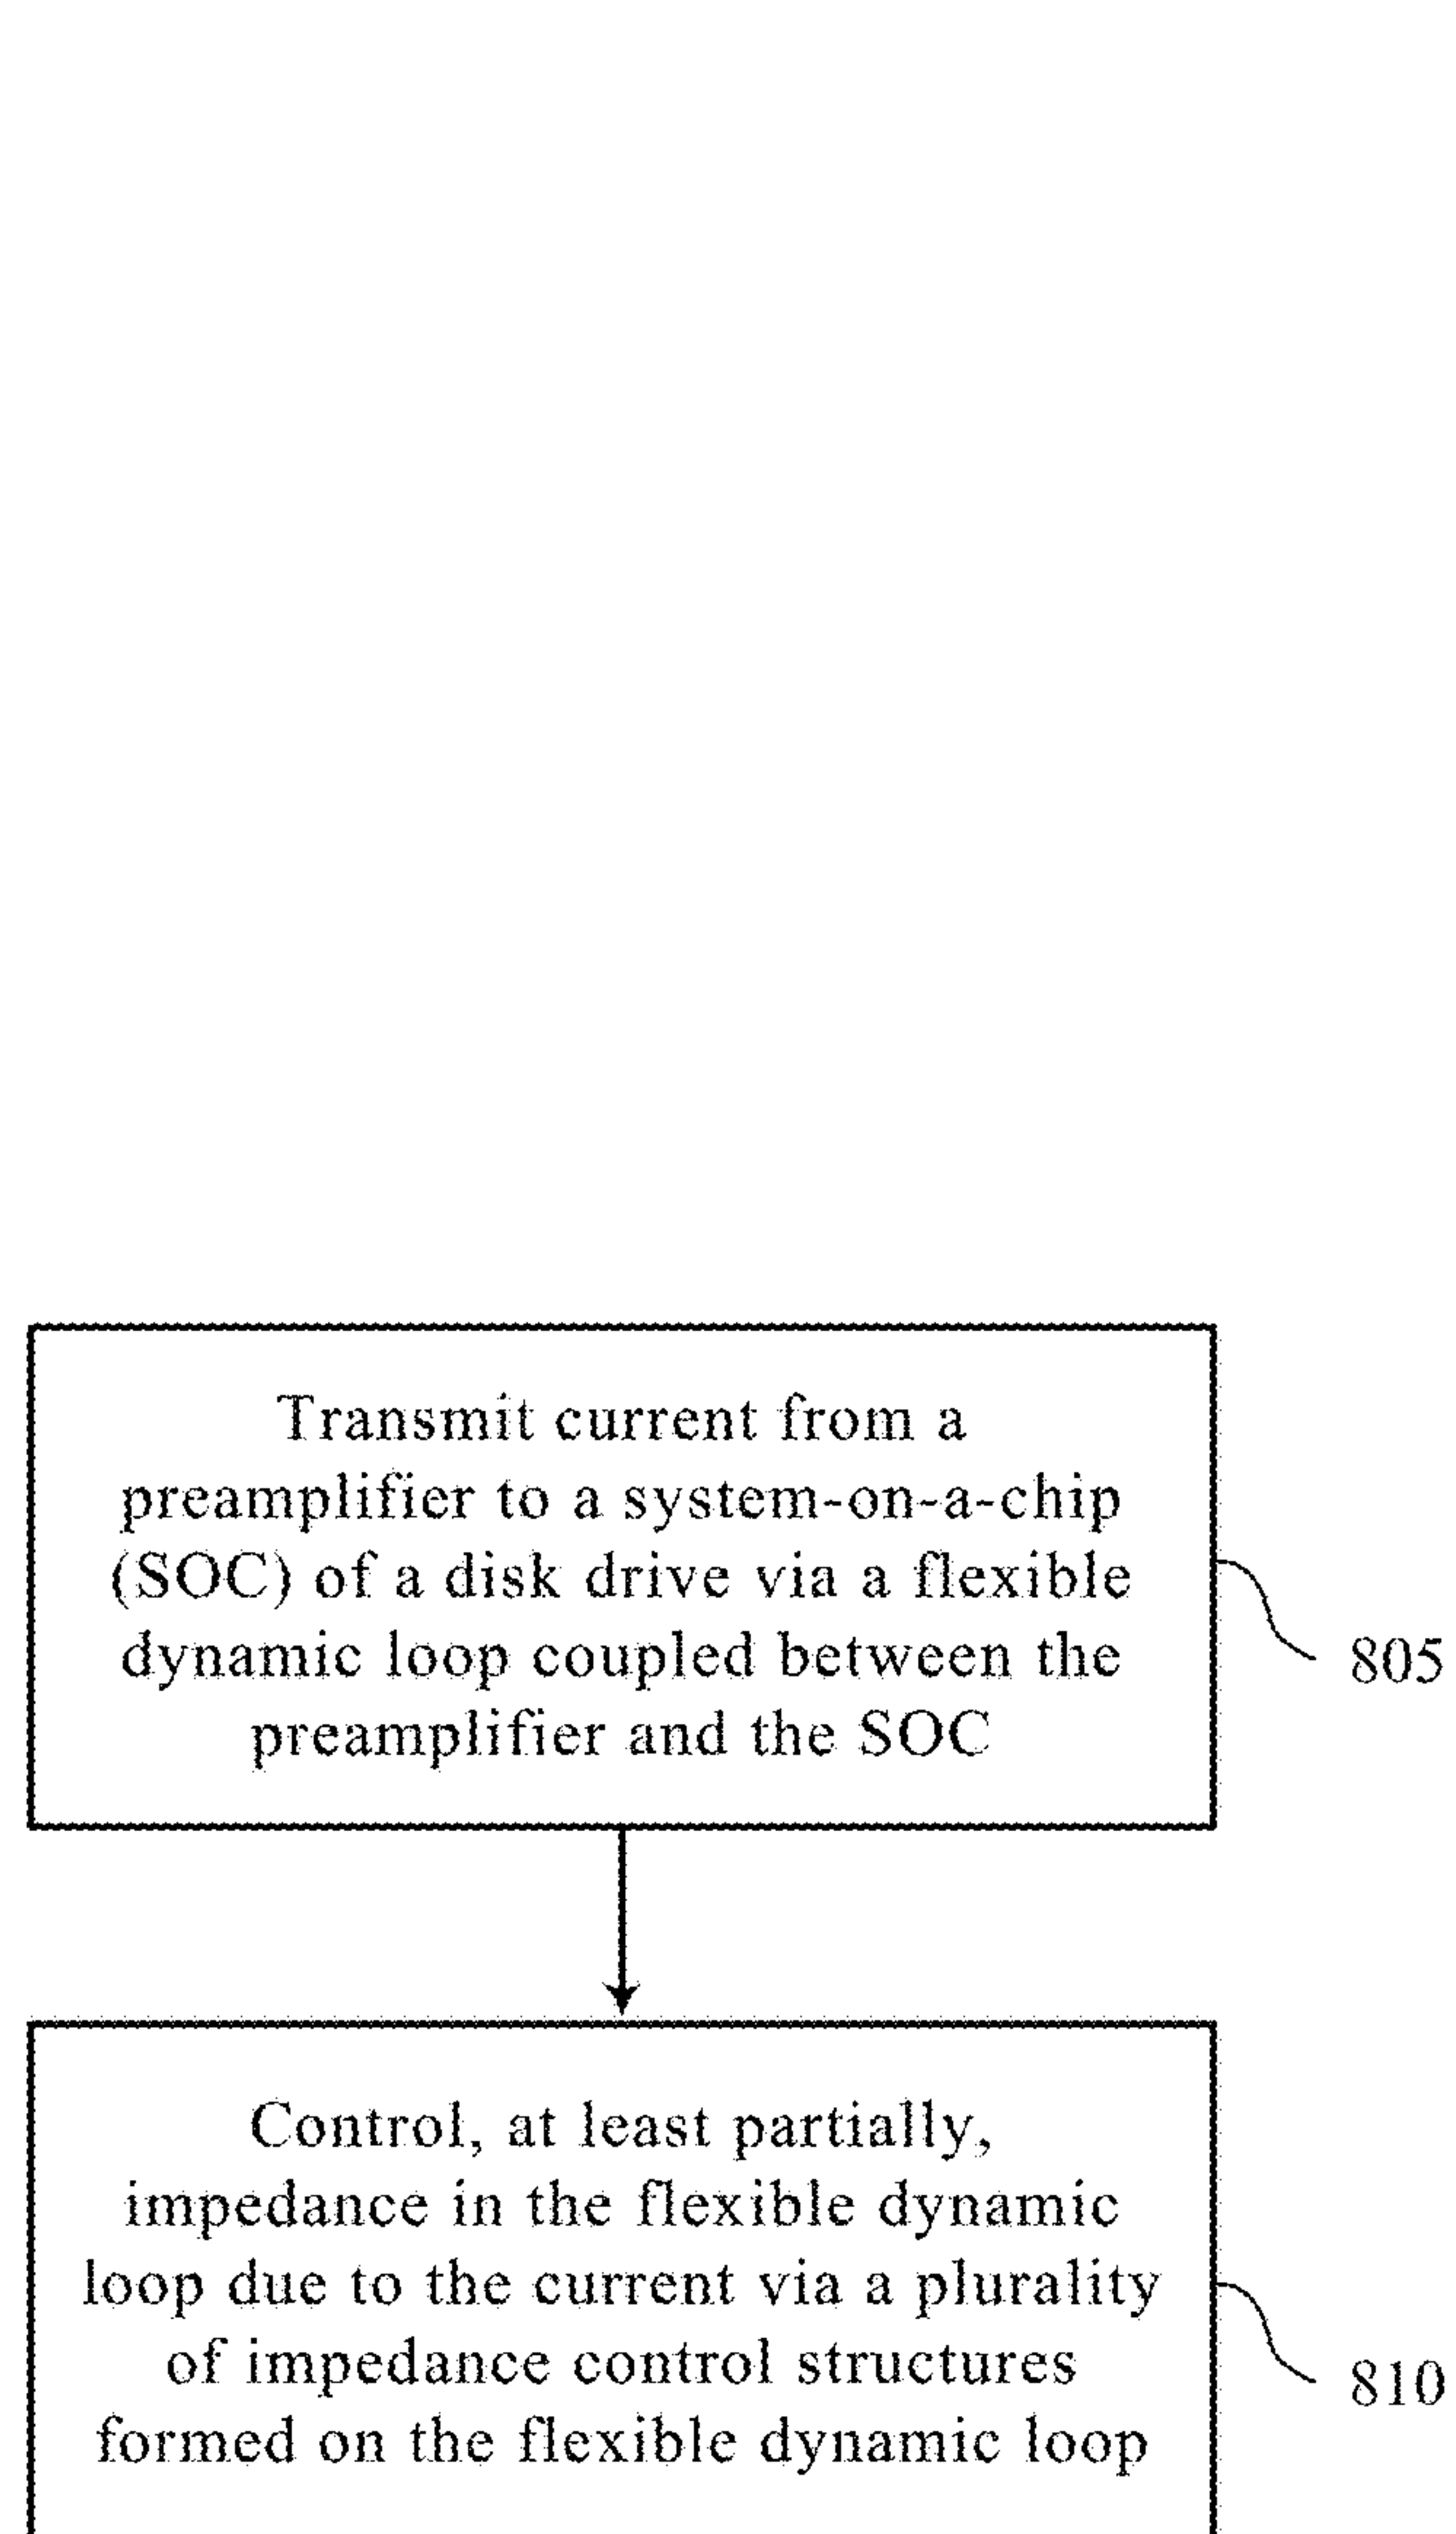 Transmit current from a
preamplifier to a system-on-a-chip
(SOC) of a disk drive via a flexible
dynamic loop coupled between the
preamplifier and the SOC
805
Control, at least partially,
impedance in the flexible dynamic
loop due to the current via a plurality
of impedance control structures
formed on the flexible dynamic loop
810